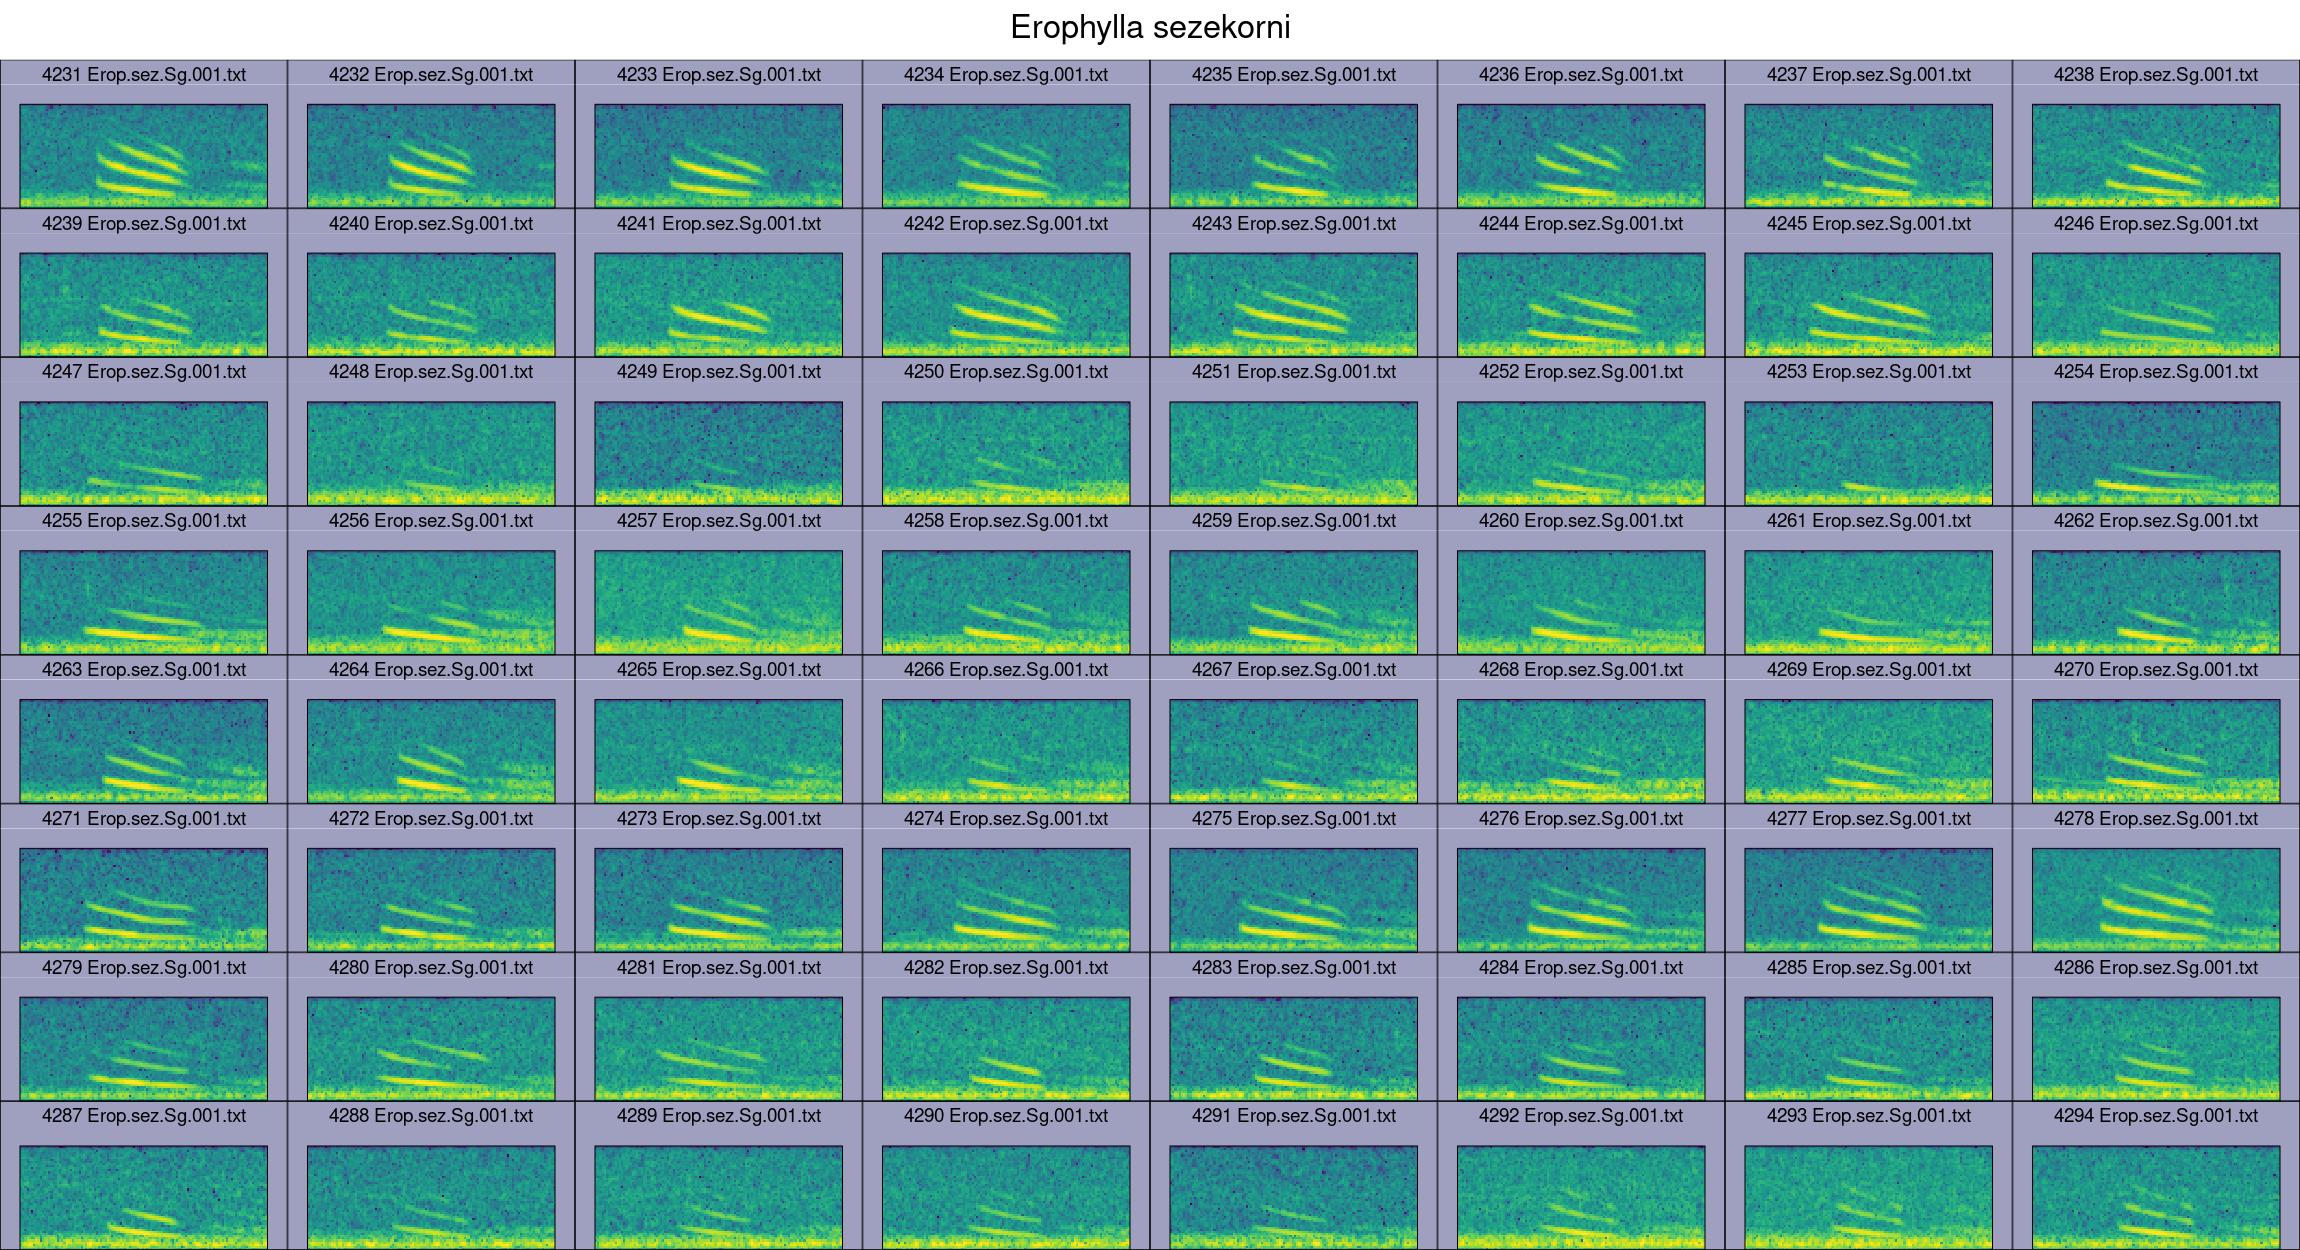 Erophylla sezekorni
4231 Erop.sez.Sg.001.txt 4232 Erop.sez.Sg.001.txt 4233 Erop.sez.Sg.001.txt 4234 Erop.sez.Sg.001.txt 4235 Erop.sez.Sg.001.txt 4236 Erop.sez.Sg.001.txt 4237 Erop.sez.Sg.001.txt 4238 Erop.sez.Sg.001.txt
4239 Erop.sez.Sg.001.txt 4240 Erop.sez.Sg.001.txt 4241 Erop.sez.Sg.001.txt 4242 Erop.sez.Sg.001.txt 4243 Erop.sez.Sg.001.txt 4244 Erop.sez.Sg.001.txt 4245 Erop.sez.Sg.001.txt 4246 Erop.sez.Sg.001.txt
4247 Erop.sez.Sg.001.txt 4248 Erop.sez.Sg.001.txt 4249 Erop.sez.Sg.001.txt 4250 Erop.sez.Sg.001.txt 4251 Erop.sez.Sg.001.txt 4252 Erop.sez.Sg.001.txt 4253 Erop.sez.Sg.001.txt 4254 Erop.sez.Sg.001.txt
4255 Erop.sez.Sg.001.txt 4256 Erop.sez.Sg.001.txt 4257 Erop.sez.Sg.001.txt 4258 Erop.sez.Sg.001.txt 4259 Erop.sez.Sg.001.txt 4260 Erop.sez.Sg.001.txt 4261 Erop.sez.Sg.001.txt 4262 Erop.sez.Sg.001.txt
4263 Erop.sez.Sg.001.txt 4264 Erop.sez.Sg.001.txt 4265 Erop.sez.Sg.001.txt 4266 Erop.sez.Sg.001.txt 4267 Erop.sez.Sg.001.txt 4268 Erop.sez.Sg.001.txt 4269 Erop.sez.Sg.001.txt 4270 Erop.sez.Sg.001.txt
4271 Erop.sez.Sg.001.txt 4272 Erop.sez.Sg.001.txt 4273 Erop.sez.Sg.001.txt 4274 Erop.sez.Sg.001.txt 4275 Erop.sez.Sg.001.txt 4276 Erop.sez.Sg.001.txt 4277 Erop.sez.Sg.001.txt 4278 Erop.sez.Sg.001.txt
4279 Erop.sez.Sg.001.txt 4280 Erop.sez.Sg.001.txt 4281 Erop.sez.Sg.001.txt 4282 Erop.sez.Sg.001.txt 4283 Erop.sez.Sg.001.txt 4284 Erop.sez.Sg.001.txt 4285 Erop.sez.Sg.001.txt 4286 Erop.sez.Sg.001.txt
4287 Erop.sez.Sg.001.txt 4288 Erop.sez.Sg.001.txt 4289 Erop.sez.Sg.001.txt 4290 Erop.sez.Sg.001.txt 4291 Erop.sez.Sg.001.txt 4292 Erop.sez.Sg.001.txt 4293 Erop.sez.Sg.001.txt 4294 Erop.sez.Sg.001.txt